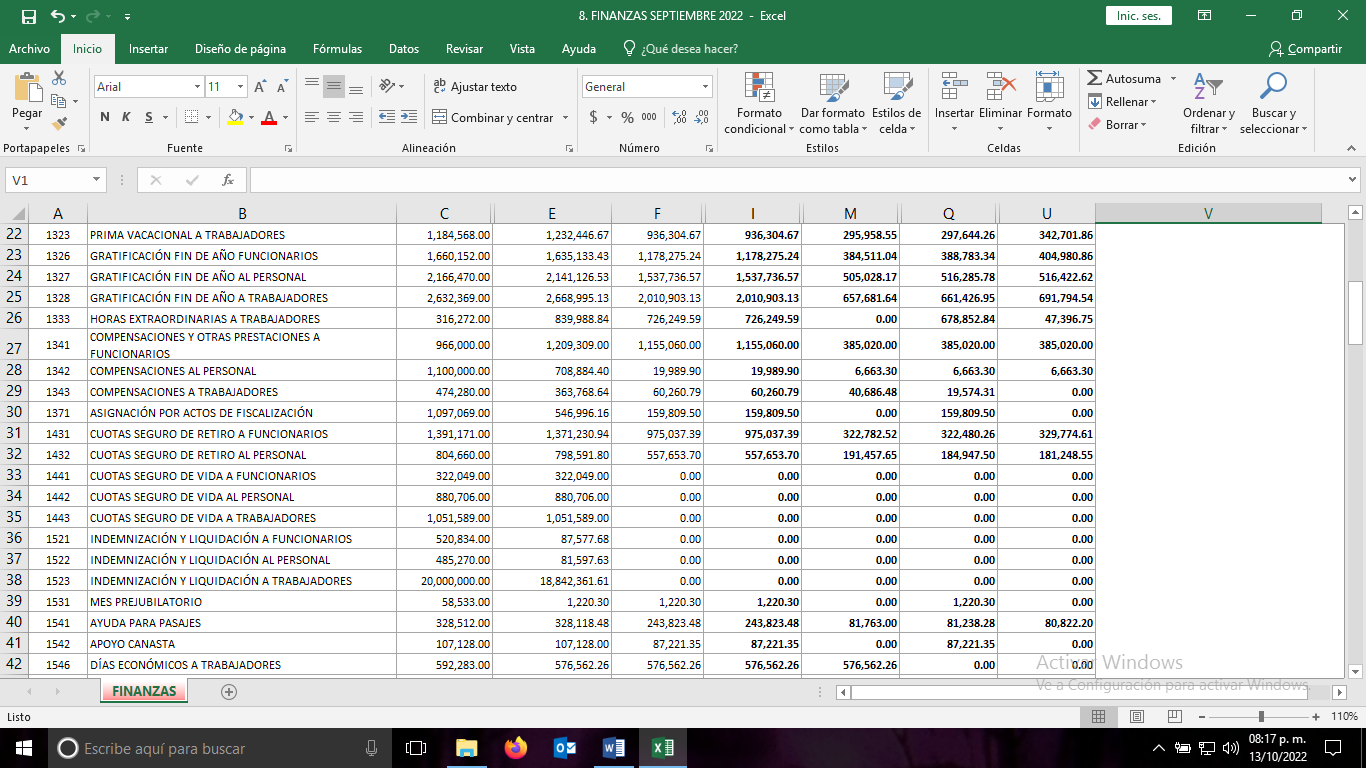 8. FINANZAS SEPTIEMBRE 2022 - Excel Inic. ses.
Archivo Inicio Insertar Diseño de página Fórmulas Datos Revisar Vista Ayuda ¿Qué desea hacer? Compartir
Pegar Arial 11 Ajustar texto General Formato condicional Dar formato como tabla Estilos de celda Insertar Eliminar Formato Autosuma Rellenar Borrar Ordenar y filtrar Buscar y seleccionar
N K S Combinar y centrar $ % 000
Portapapeles Fuente Alineación Número Estilos Celdas Edición
V1 fx
A B C E F I M Q U V
22 1323 PRIMA VACACIONAL A TRABAJADORES 1,184,568.00 1,232,446.67 936,304.67 936,304.67 295,958.55 297,644.26 342,701.86
23 1326 GRATIFICACIÓN FIN DE AÑO FUNCIONARIOS 1,660,152.00 1,635,133.43 1,178,275.24 1,178,275.24 384,511.04 388,783.34 404,980.86
24 1327 GRATIFICACIÓN FIN DE AÑO AL PERSONAL 2,166,470.00 2,141,126.53 1,537,736.57 1,537,736.57 505,028.17 516,285.78 516,422.62
25 1328 GRATIFICACIÓN FIN DE AÑO A TRABAJADORES 2,632,369.00 2,668,995.13 2,010,903.13 2,010,903.13 657,681.64 661,426.95 691,794.54
26 1333 HORAS EXTRAORDINARIAS A TRABAJADORES 316,272.00 839,988.84 726,249.59 726,249.59 0.00 678,852.84 47,396.75
27 1341 COMPENSACIONES Y OTRAS PRESTACIONES A FUNCIONARIOS 966,000.00 1,209,309.00 1,155,060.00 1,155,060.00 385,020.00 385,020.00 385,020.00
28 1342 COMPENSACIONES AL PERSONAL 1,100,000.00 708,884.40 19,989.90 19,989.90 6,663.30 6,663.30 6,663.30
29 1343 COMPENSACIONES A TRABAJADORES 474,280.00 363,768.64 60,260.79 60,260.79 40,686.48 19,574.31 0.00
30 1371 ASIGNACIÓN POR ACTOS DE FISCALIZACIÓN 1,097,069.00 546,996.16 159,809.50 159,809.50 0.00 159,809.50 0.00
31 1431 CUOTAS SEGURO DE RETIRO A FUNCIONARIOS 1,391,171.00 1,371,230.94 975,037.39 975,037.39 322,782.52 322,480.26 329,774.61
32 1432 CUOTAS SEGURO DE RETIRO AL PERSONAL 804,660.00 798,591.80 557,653.70 557,653.70 191,457.65 184,947.50 181,248.55
33 1441 CUOTAS SEGURO DE VIDA A FUNCIONARIOS 322,049.00 322,049.00 0.00 0.00 0.00 0.00 0.00
34 1442 CUOTAS SEGURO DE VIDA AL PERSONAL 880,706.00 880,706.00 0.00 0.00 0.00 0.00 0.00
35 1443 CUOTAS SEGURO DE VIDA A TRABAJADORES 1,051,589.00 1,051,589.00 0.00 0.00 0.00 0.00 0.00
36 1521 INDEMNIZACIÓN Y LIQUIDACIÓN A FUNCIONARIOS 520,834.00 87,577.68 0.00 0.00 0.00 0.00 0.00
37 1522 INDEMNIZACIÓN Y LIQUIDACIÓN AL PERSONAL 485,270.00 81,597.63 0.00 0.00 0.00 0.00 0.00
38 1523 INDEMNIZACIÓN Y LIQUIDACIÓN A TRABAJADORES 20,000,000.00 18,842,361.61 0.00 0.00 0.00 0.00 0.00
39 1531 MES PREJUBILATORIO 58,533.00 1,220.30 1,220.30 1,220.30 0.00 1,220.30 0.00
40 1541 AYUDA PARA PASAJES 328,512.00 328,118.48 243,823.48 243,823.48 81,763.00 81,238.28 80,822.20
41 1542 APOYO CANASTA 107,128.00 107,128.00 87,221.35 87,221.35 0.00 87,221.35 0.00
42 1546 DÍAS ECONÓMICOS A TRABAJADORES 592,283.00 576,562.26 576,562.26 576,562.26 576,562.26 0.00 0.00
Activar Windows
Ve a Configuración para activar Windows.
FINANZAS
Listo 110%
Escribe aquí para buscar 08:17 p. m.
13/10/2022